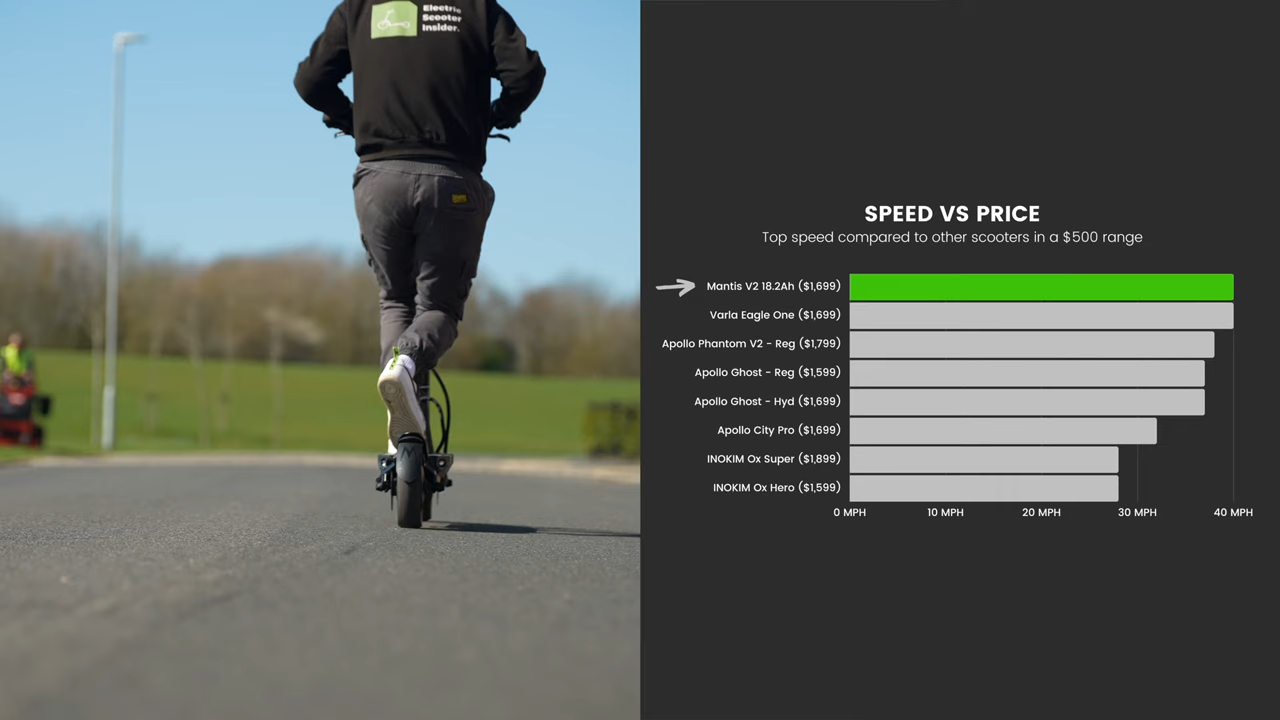 Electric
Scooter
Insider.
SPEED VS PRICE
Top speed compared to other scooters in a $500 range
Mantis V2 18.2Ah ($1,699)
Varla Eagle One ($1,699)
Apollo Phantom V2 - Reg ($1,799)
Apollo Ghost - Reg ($1,599)
Apollo Ghost - Hyd ($1,699)
Apollo City Pro ($1,699)
INOKIM Ox Super ($1,899)
INOKIM Ox Hero ($1,599)
0 MPH 10 MPH 20 MPH 30 MPH 40 MPH